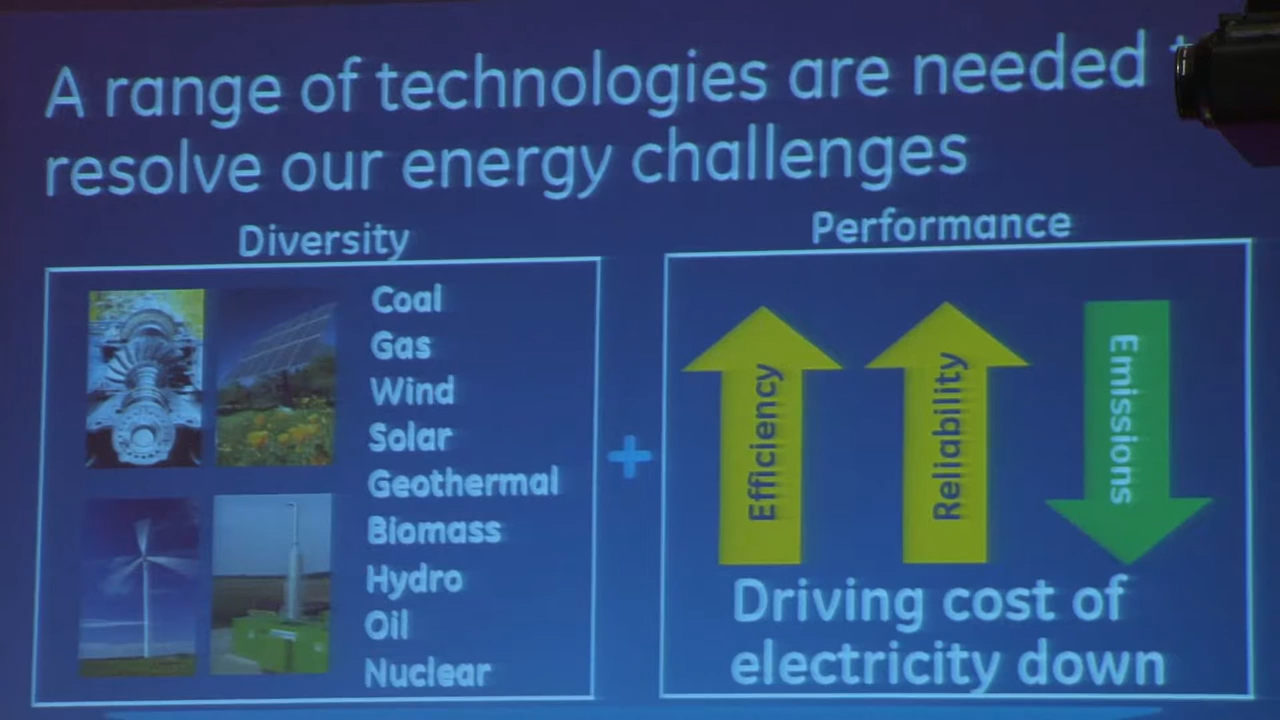 A range of technologies are needed
resolve our energy challenges
Diversity
Coal
Gas
Wind
Solar
Geothermal
Biomass
Hydro
Oil
Nuclear
+
Performance
Efficiency
Reliability
Emissions
Driving cost of
electricity down